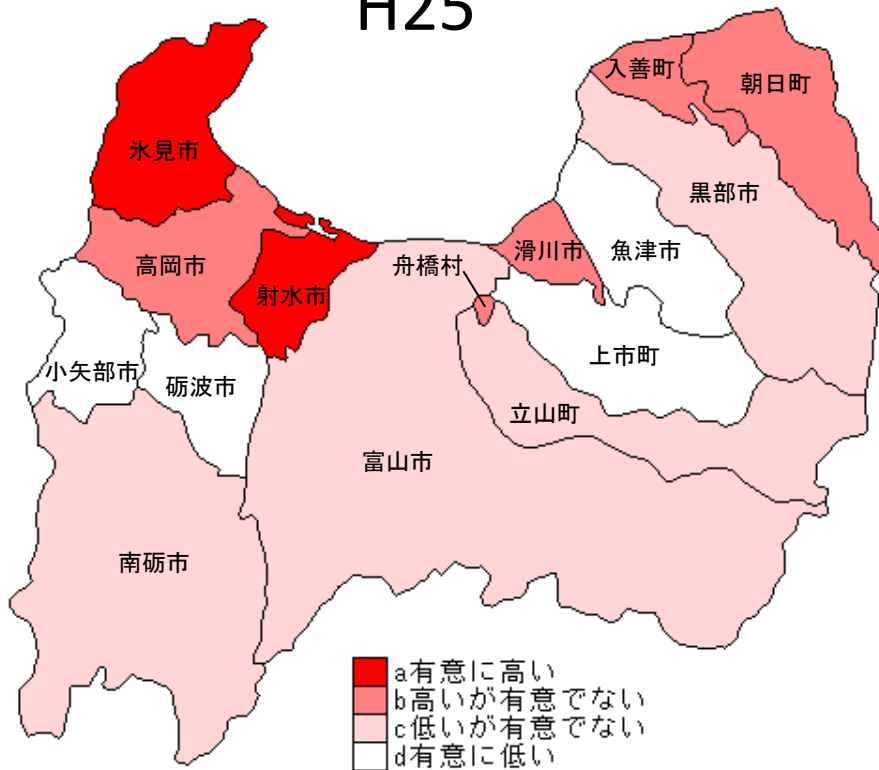 H25
入善町
朝日町
氷見市
黒部市
滑川市
魚津市
高岡市
舟橋村
射水市
上市町
小矢部市
砺波市
立山町
富山市
南砺市
a有意に高い
b高いが有意でない
c低いが有意でない
d有意に低い